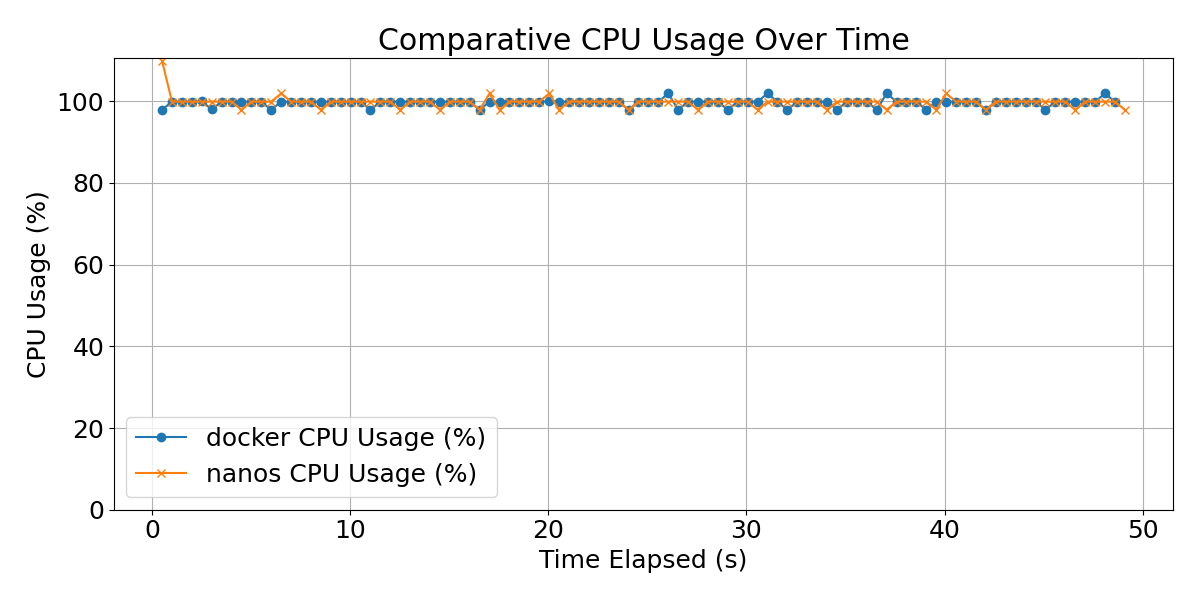 Comparative CPU Usage Over Time
CPU Usage (%)
100
80
60
40
20
0
docker CPU Usage (%)
nanos CPU Usage (%)
0 10 20 30 40 50
Time Elapsed (s)